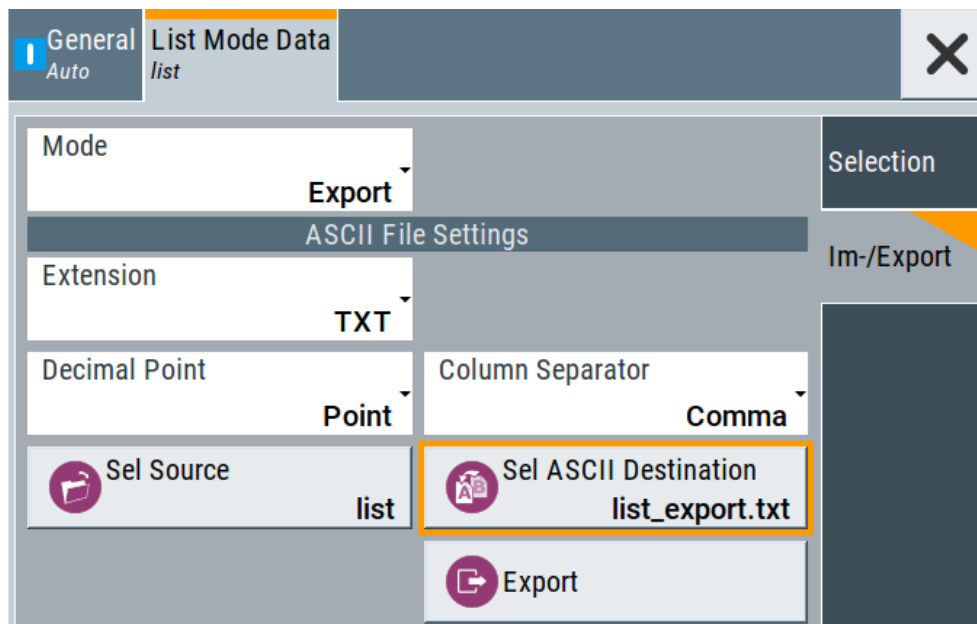 General
Auto
List Mode Data
list
Mode
Export
ASCII File Settings
Extension
TXT
Decimal Point
Point
Column Separator
Comma
Sel Source
list
Sel ASCII Destination
list_export.txt
Export
Selection
Im-/Export